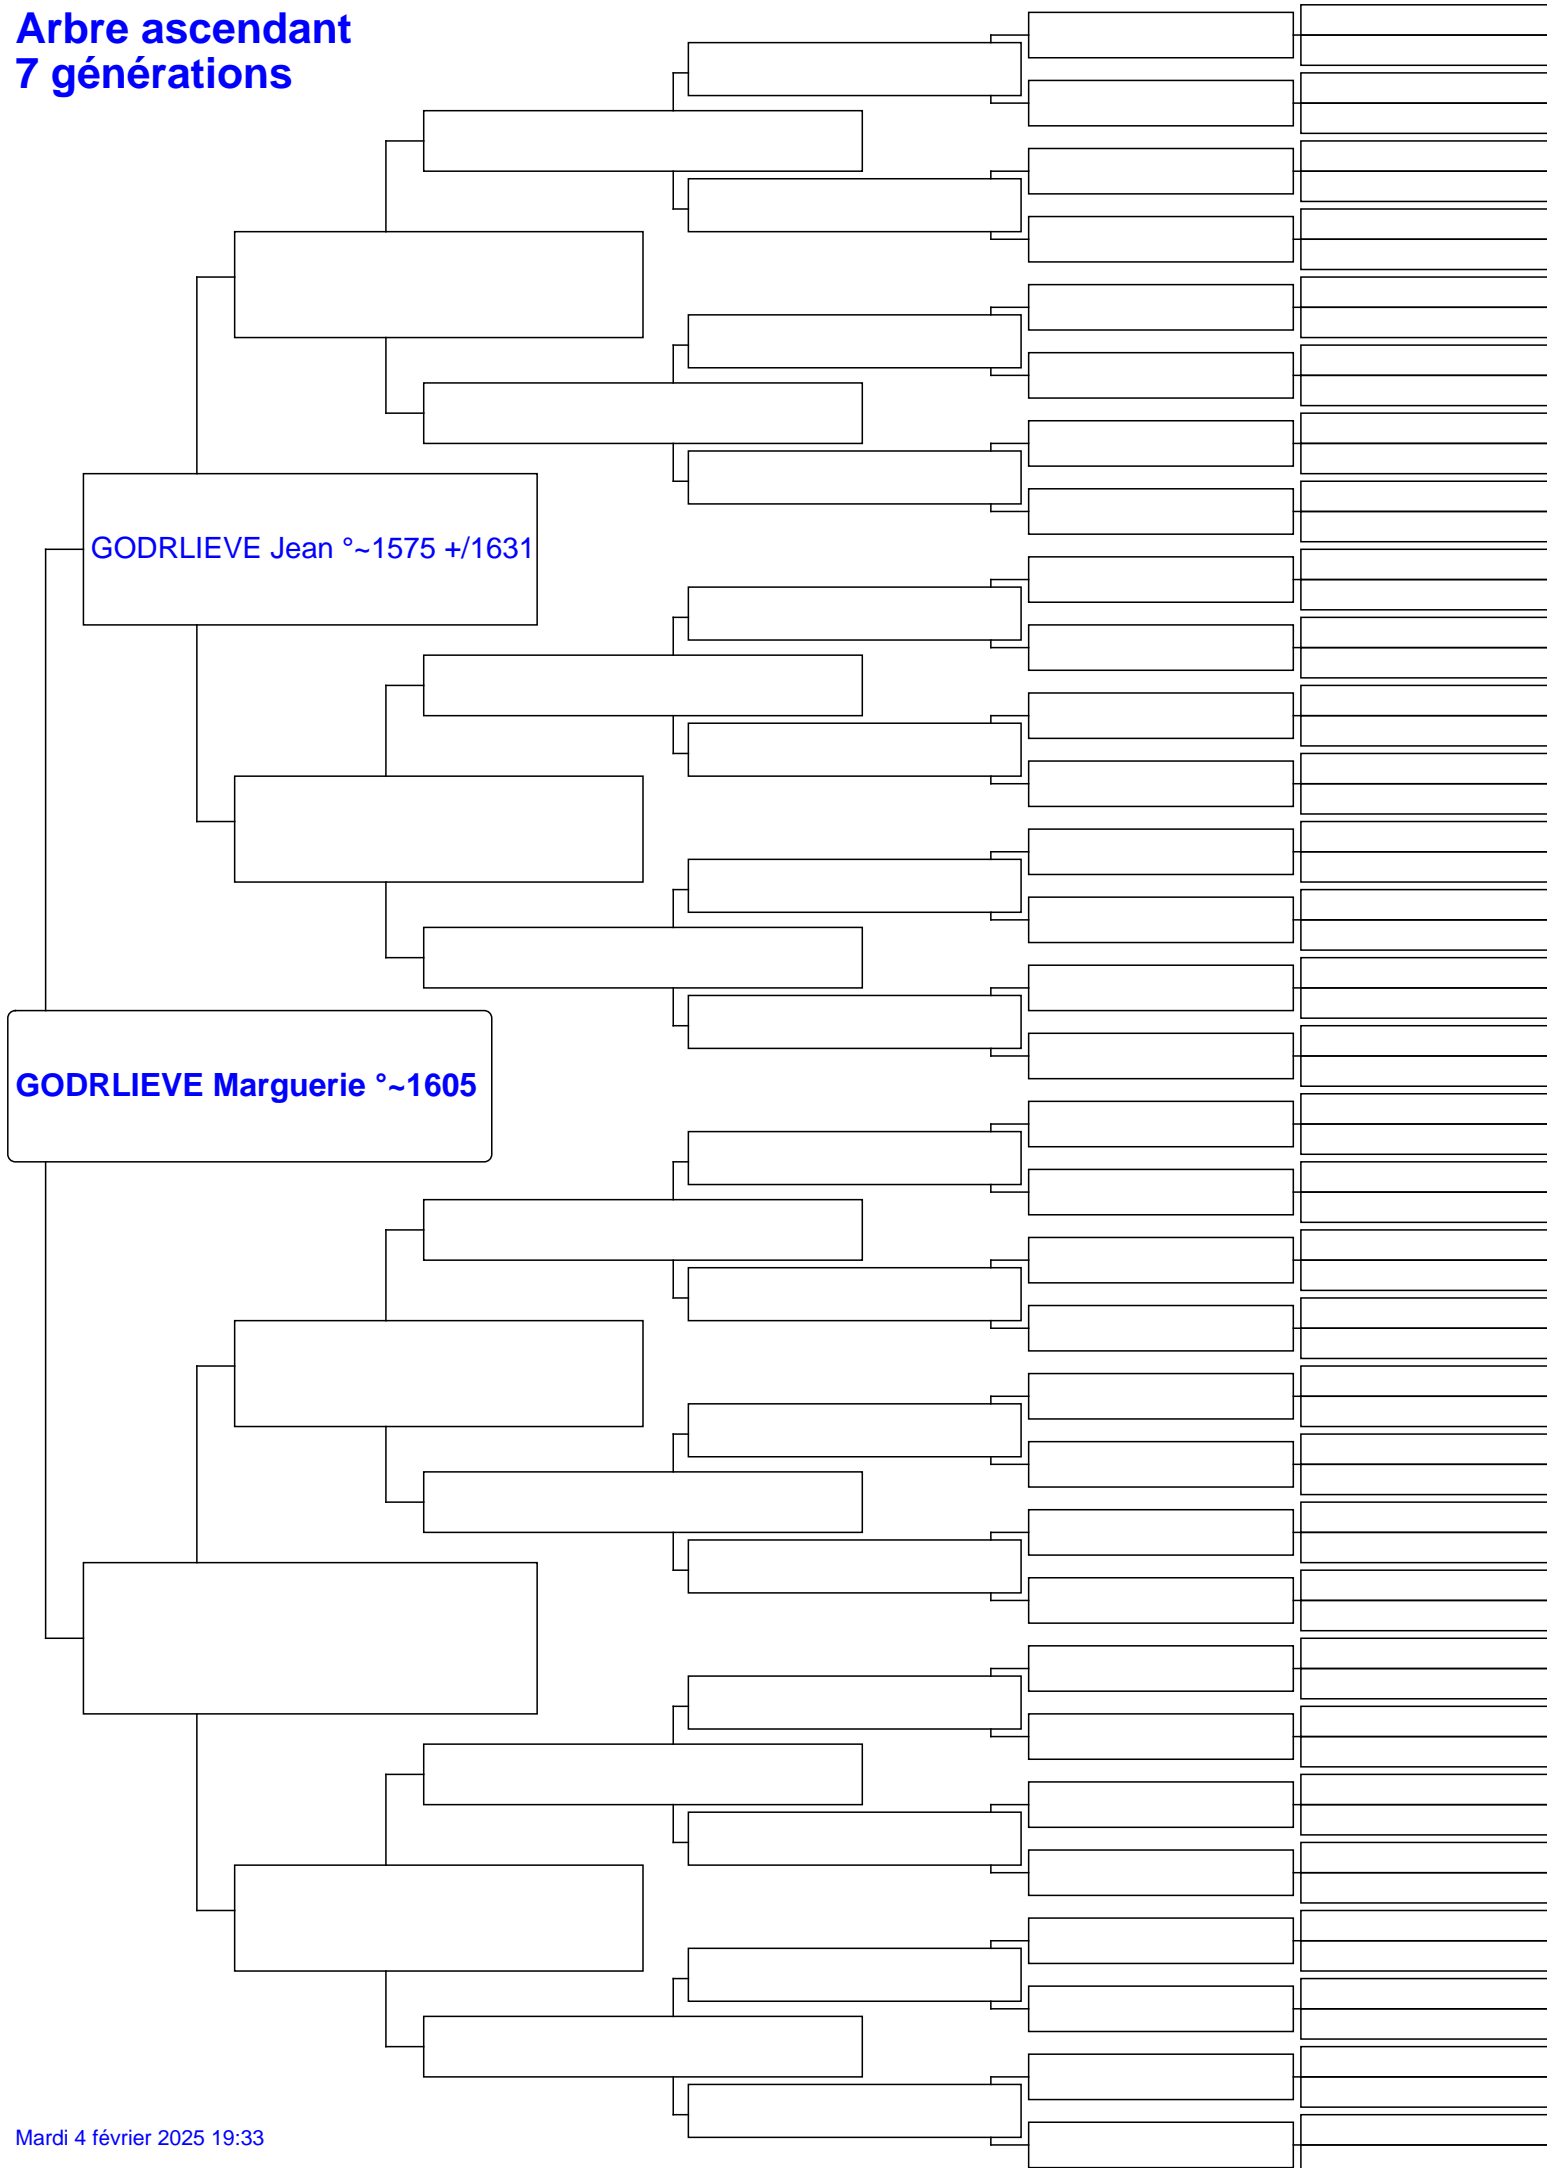 Arbre ascendant
7 générations
GODRLIEVE Jean °~1575 +/1631
GODRLIEVE Marguerie °~1605
Mardi 4 février 2025 19:33